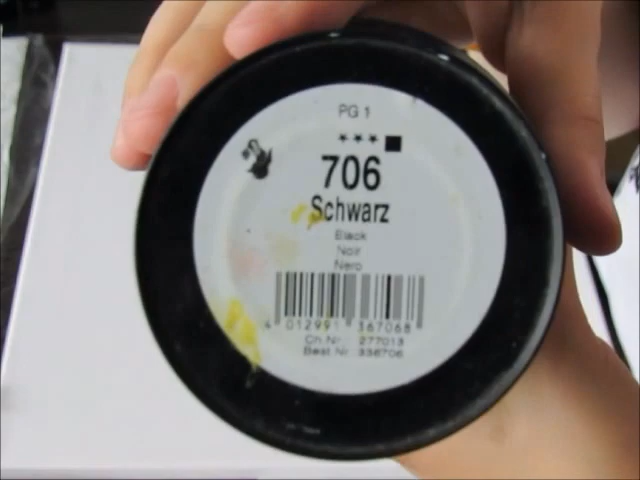 PG 1
***■
706
Schwarz
Black
Noir
Nero
4 012991 367068
Ch.Nr.: 277013
Best.Nr.: 336706